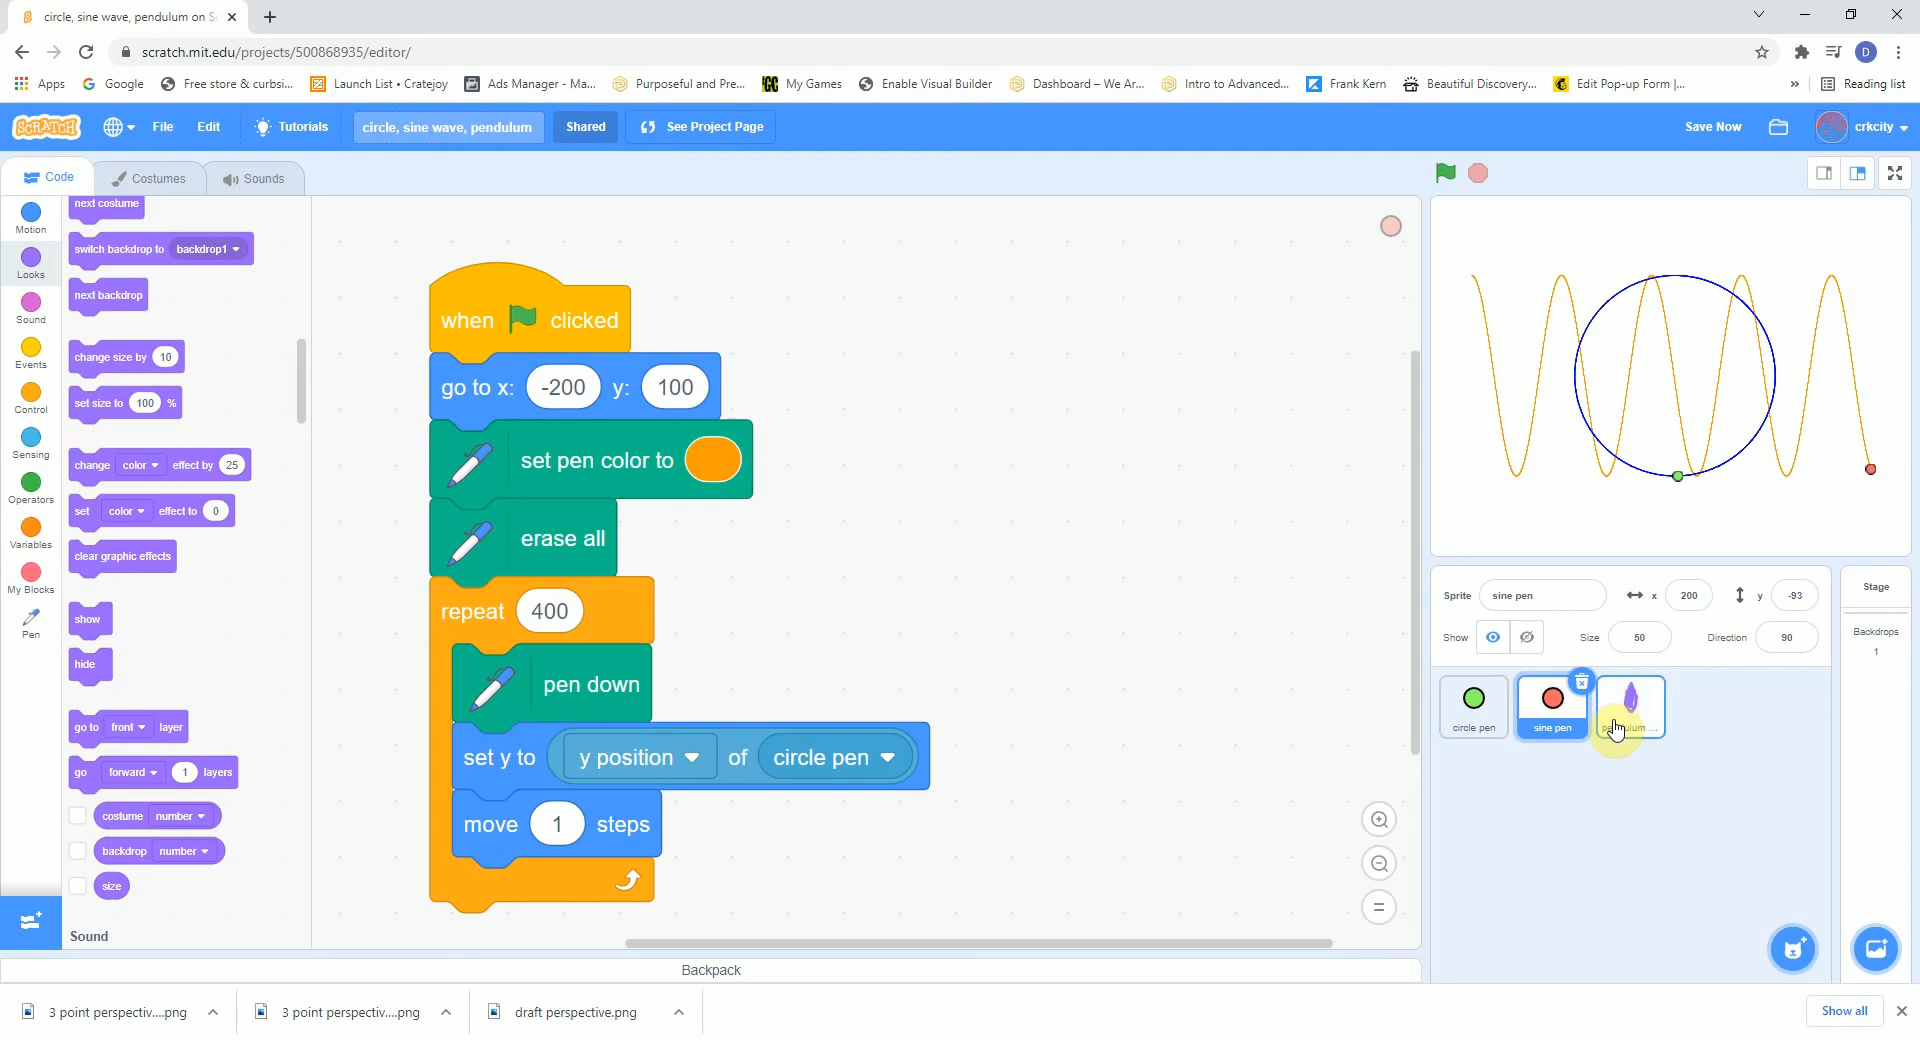 circle, sine wave, pendulum on S
scratch.mit.edu/projects/500868935/editor/
D
Apps
Google
Free store & curbsi...
Launch List • Cratejoy
Ads Manager - Ma...
Purposeful and Pre...
My Games
Enable Visual Builder
Dashboard – We Ar...
Intro to Advanced...
Frank Kern
Beautiful Discovery...
Edit Pop-up Form |...
»
Reading list
SCRATCH
File
Edit
Tutorials
circle, sine wave, pendulum
Shared
See Project Page
Save Now
crkcity
Code
Costumes
Sounds
Motion
Looks
Sound
Events
Control
Sensing
Operators
Variables
My Blocks
Pen
next costume
switch backdrop to backdrop1
next backdrop
change size by 10
set size to 100 %
change color effect by 25
set color effect to 0
clear graphic effects
show
hide
go to front layer
go forward 1 layers
costume number
backdrop number
size
Sound
when clicked
go to x: -200 y: 100
set pen color to
erase all
repeat 400
pen down
set y to y position of circle pen
move 1 steps
Sprite sine pen x 200 y -93
Show Size 50 Direction 90
circle pen
sine pen
Stage
Backdrops
1
Backpack
3 point perspectiv....png
3 point perspectiv....png
draft perspective.png
Show all